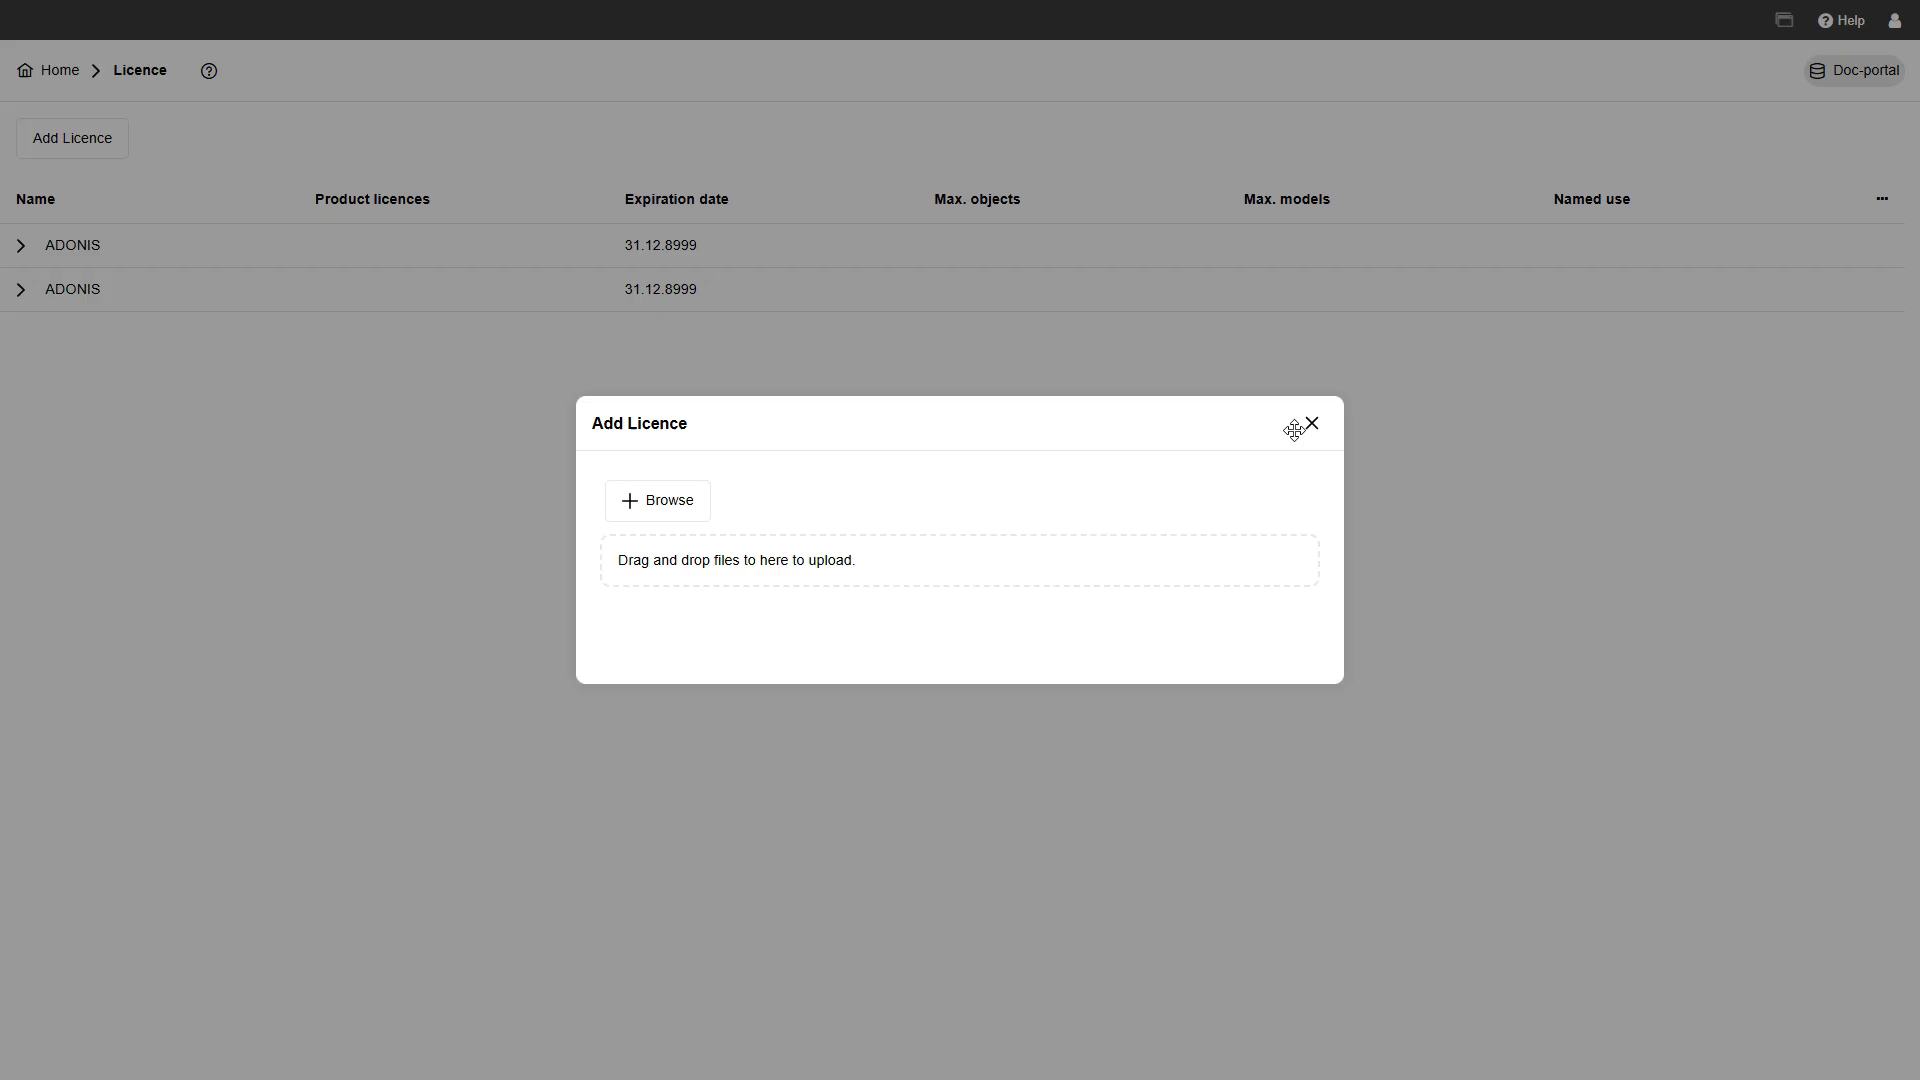 Help
Home
Licence
Doc-portal
Add Licence
Name
Product licences
Expiration date
Max. objects
Max. models
Named use
ADONIS
31.12.8999
ADONIS
31.12.8999
Add Licence
Browse
Drag and drop files to here to upload.